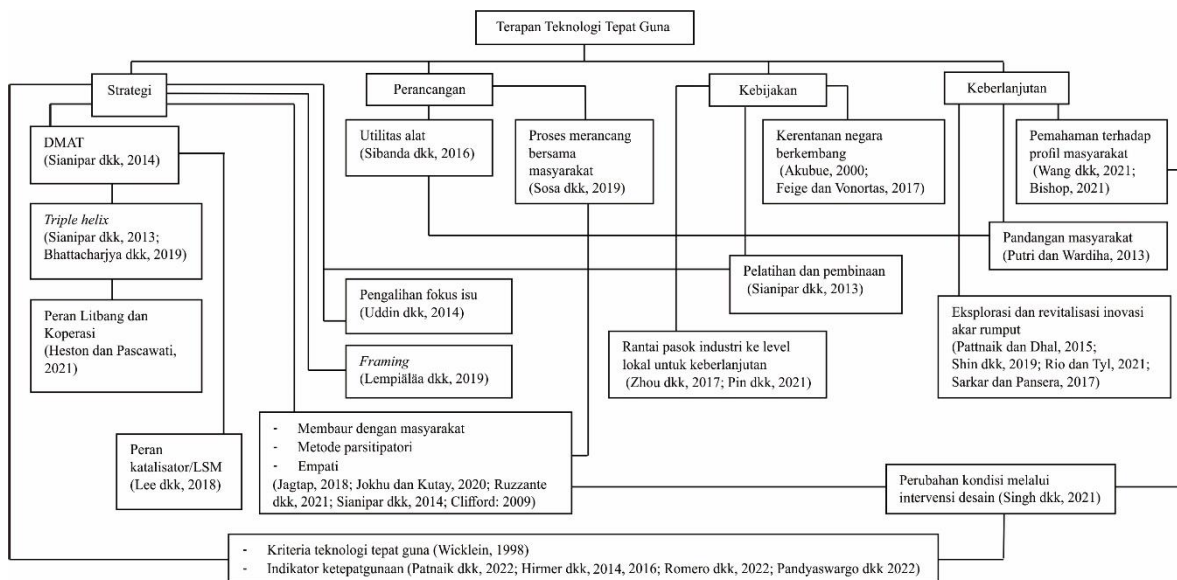 Terapan Teknologi Tepat Guna
Strategi
Perancangan
Kebijakan
Keberlanjutan
DMAT
(Sianipar dkk, 2014)
Utilitas alat
(Sibanda dkk, 2016)
Proses merancang
bersama
masyarakat
(Sosa dkk, 2019)
Kerentanan negara
berkembang
(Akubue, 2000;
Feige dan Vonortas, 2017)
Pemahaman terhadap
profil masyarakat
(Wang dkk, 2021;
Bishop, 2021)
Triple helix
(Sianipar dkk, 2013;
Bhattacharjya dkk, 2019)
Pandangan masyarakat
(Putri dan Wardiha, 2013)
Pelatihan dan pembinaan
(Sianipar dkk, 2013)
Pengalihan fokus isu
(Uddin dkk, 2014)
Peran Litbang dan
Koperasi
(Heston dan Pascawati,
2021)
Eksplorasi dan revitalisasi inovasi
akar rumput
(Pattnaik dan Dhal, 2015;
Shin dkk, 2019; Rio dan Tyl, 2021;
Sarkar dan Pansera, 2017)
Rantai pasok industri ke level
lokal untuk keberlanjutan
(Zhou dkk, 2017; Pin dkk, 2021)
Framing
(Lempiäläa dkk, 2019)
Peran
katalisator/LSM
(Lee dkk, 2018)
- Membaur dengan masyarakat
- Metode parsitipatori
- Empati
(Jagtap, 2018; Jokhu dan Kutay, 2020; Ruzzante
dkk, 2021; Sianipar dkk, 2014; Clifford: 2009)
Perubahan kondisi melalui
intervensi desain (Singh dkk, 2021)
- Kriteria teknologi tepat guna (Wicklein, 1998)
- Indikator ketepatgunaan (Patnaik dkk, 2022; Hirmer dkk, 2014, 2016; Romero dkk, 2022; Pandyaswargo dkk 2022)